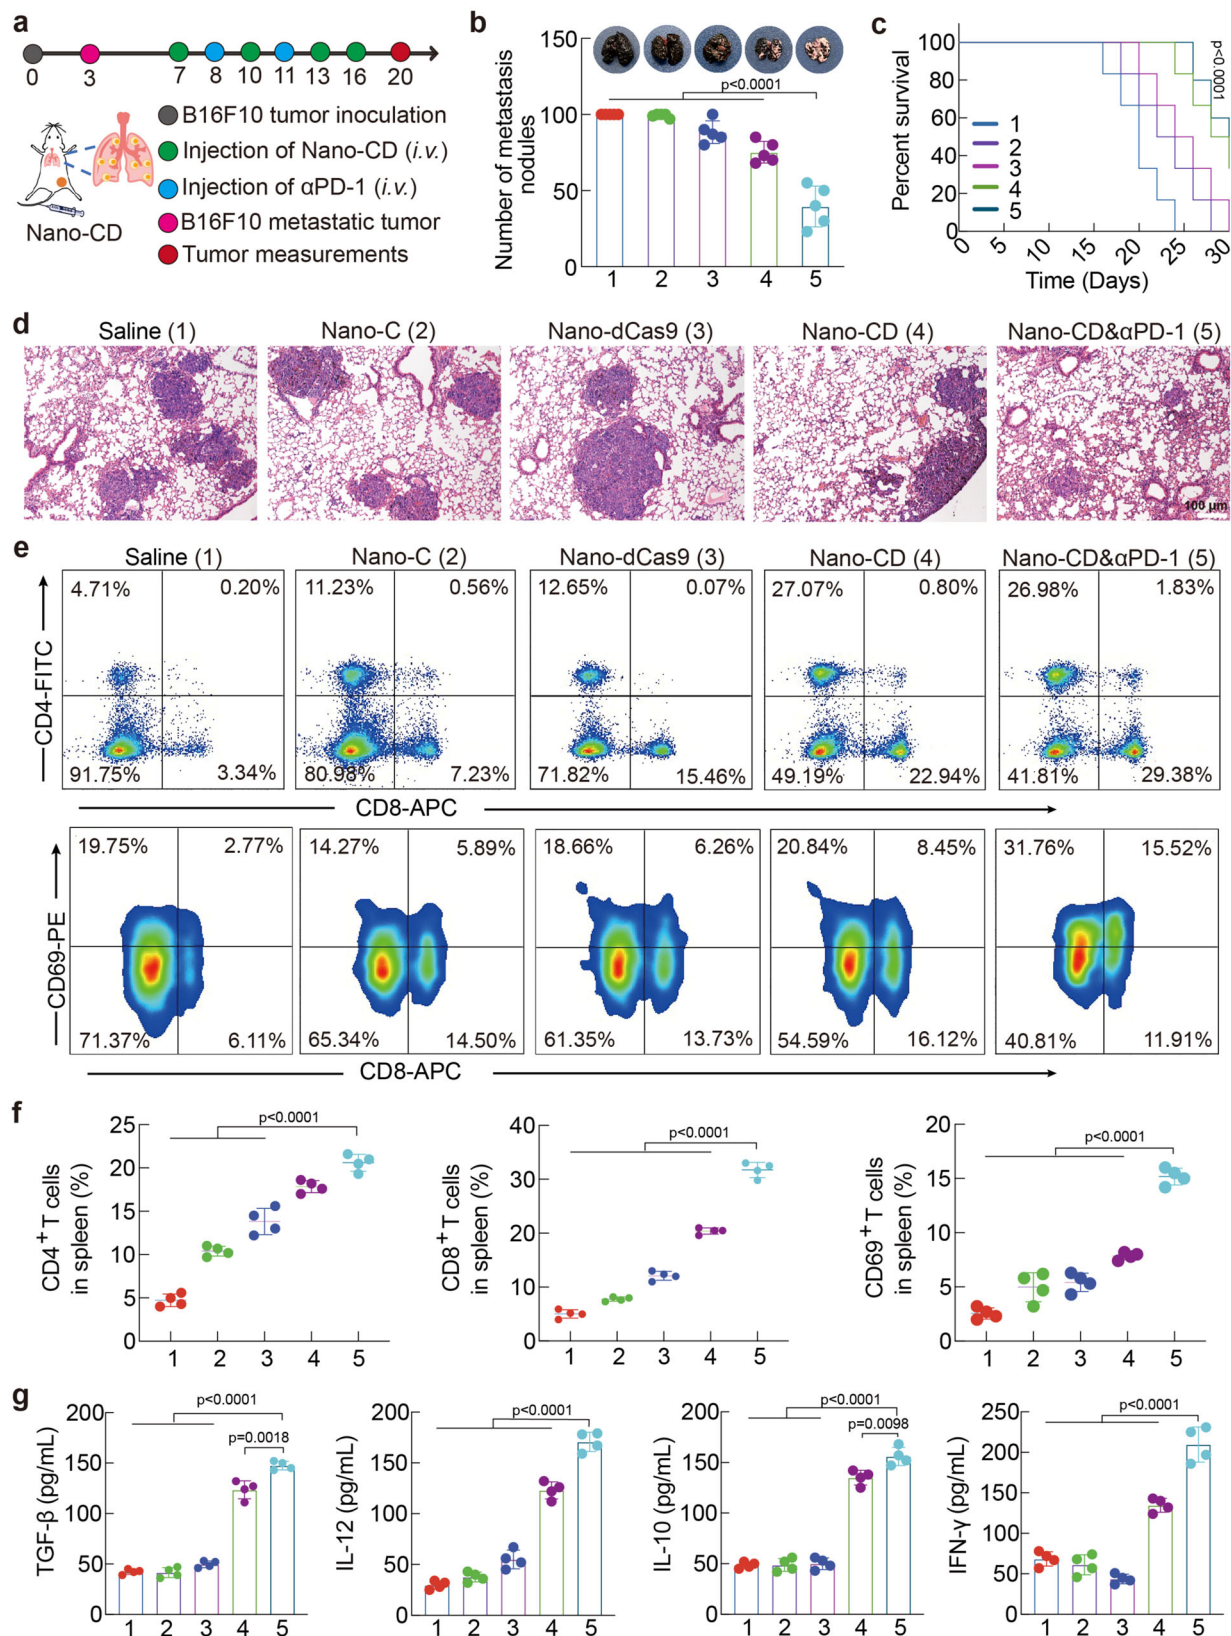 a
0 3 7 8 10 11 13 16 20
B16F10 tumor inoculation
Injection of Nano-CD (i.v.)
Injection of αPD-1 (i.v.)
B16F10 metastatic tumor
Tumor measurements
Nano-CD
b
Number of metastasis
nodules
150
100
50
0
p<0.0001
1 2 3 4 5
c
Percent survival
100
80
60
40
20
0
1
2
3
4
5
p<0.0001
0 5 10 15 20 25 30
Time (Days)
d
Saline (1) Nano-C (2) Nano-dCas9 (3) Nano-CD (4) Nano-CD&αPD-1 (5)
100 μm
e
Saline (1) Nano-C (2) Nano-dCas9 (3) Nano-CD (4) Nano-CD&αPD-1 (5)
CD4-FITC
4.71% 0.20% 11.23% 0.56% 12.65% 0.07% 27.07% 0.80% 26.98% 1.83%
91.75% 3.34% 80.98% 7.23% 71.82% 15.46% 49.19% 22.94% 41.81% 29.38%
CD8-APC
CD69-PE
19.75% 2.77% 14.27% 5.89% 18.66% 6.26% 20.84% 8.45% 31.76% 15.52%
71.37% 6.11% 65.34% 14.50% 61.35% 13.73% 54.59% 16.12% 40.81% 11.91%
CD8-APC
f
CD4+T cells
in spleen (%)
25
20
15
10
5
0
p<0.0001
1 2 3 4 5
CD8+T cells
in spleen (%)
40
30
20
10
0
p<0.0001
1 2 3 4 5
CD69+T cells
in spleen (%)
20
15
10
5
0
p<0.0001
1 2 3 4 5
g
TGF-β (pg/mL)
200
150
100
50
0
p<0.0001
p=0.0018
1 2 3 4 5
IL-12 (pg/mL)
200
150
100
50
0
p<0.0001
1 2 3 4 5
IL-10 (pg/mL)
200
150
100
50
0
p<0.0001
p=0.0098
1 2 3 4 5
IFN-γ (pg/mL)
250
200
150
100
50
0
p<0.0001
1 2 3 4 5